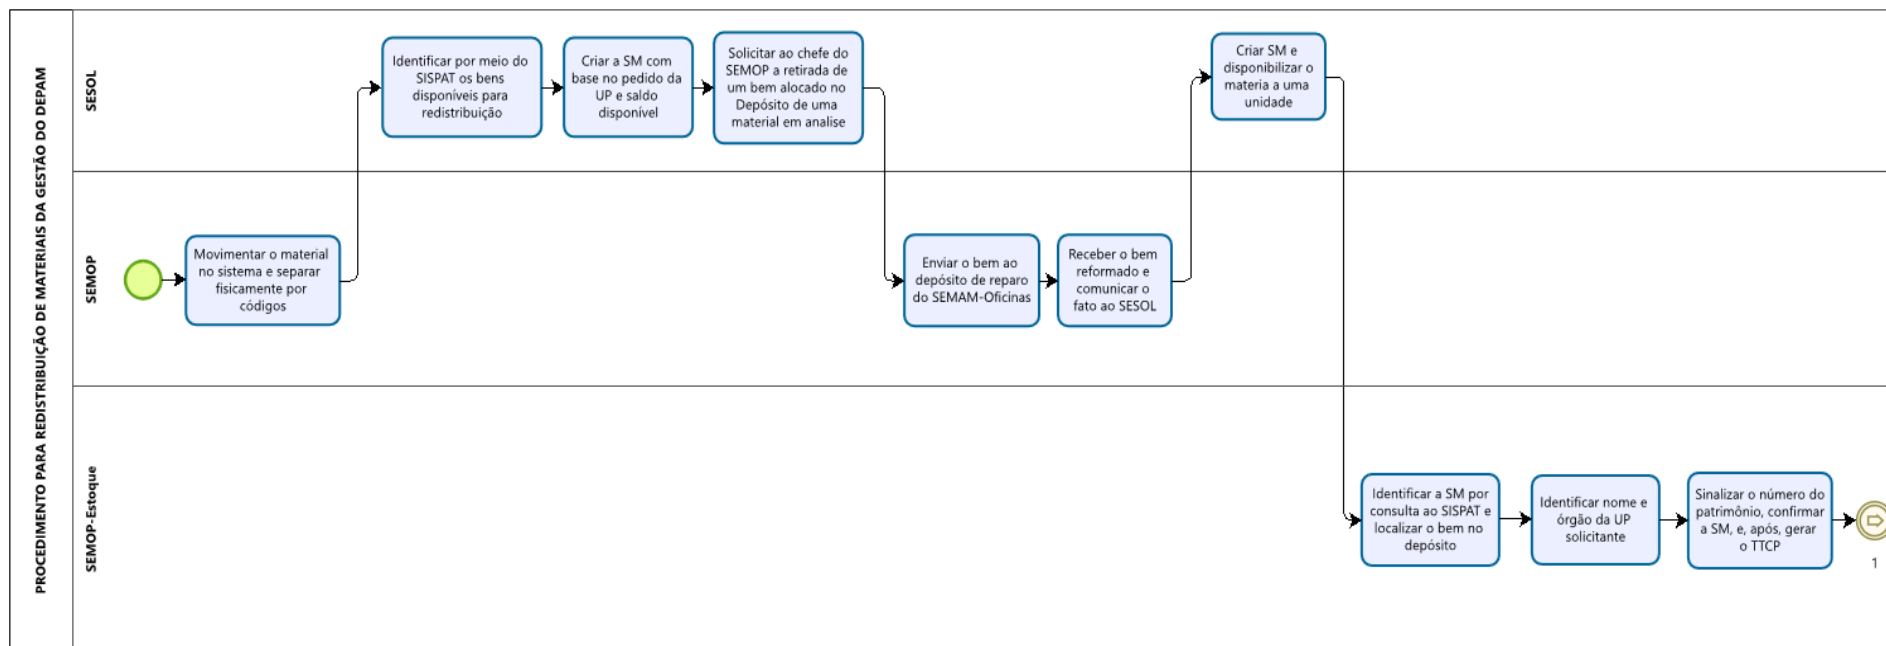 PROCEDIMENTO PARA REDISTRIBUIÇÃO DE MATERIAIS DA GESTÃO DO DEPAM
SESOL
Identificar por meio do
SISPAT os bens
disponíveis para
redistribuição
Criar a SM com
base no pedido da
UP e saldo
disponível
Solicitar ao chefe do
SEMOP a retirada de
um bem alocado no
Depósito de uma
material em analise
Criar SM e
disponibilizar o
materia a uma
unidade
SEMOP
Movimentar o material
no sistema e separar
fisicamente por
códigos
Enviar o bem ao
depósito de reparo
do SEMAM-Oficinas
Receber o bem
reformado e
comunicar o
fato ao SESOL
SEMOP-Estoque
Identificar a SM por
consulta ao SISPAT e
localizar o bem no
depósito
Identificar nome e
órgão da UP
solicitante
Sinalizar o número do
patrimônio, confirmar
a SM, e, após, gerar
o TTCP
1